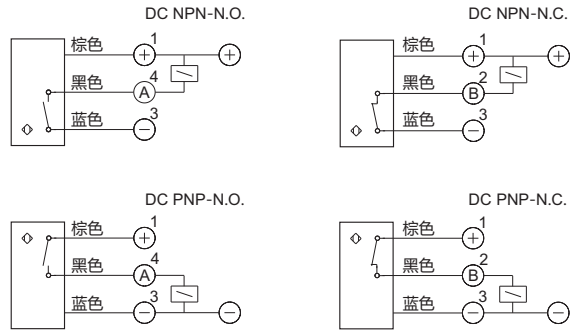 DC NPN-N.O.
棕色 + 1 +
黑色 A 4
蓝色 − 3
DC NPN-N.C.
棕色 + 1 +
黑色 B 2
蓝色 − 3
DC PNP-N.O.
棕色 + 1
黑色 A 4
蓝色 − 3 −
DC PNP-N.C.
棕色 + 1
黑色 B 2
蓝色 − 3 −